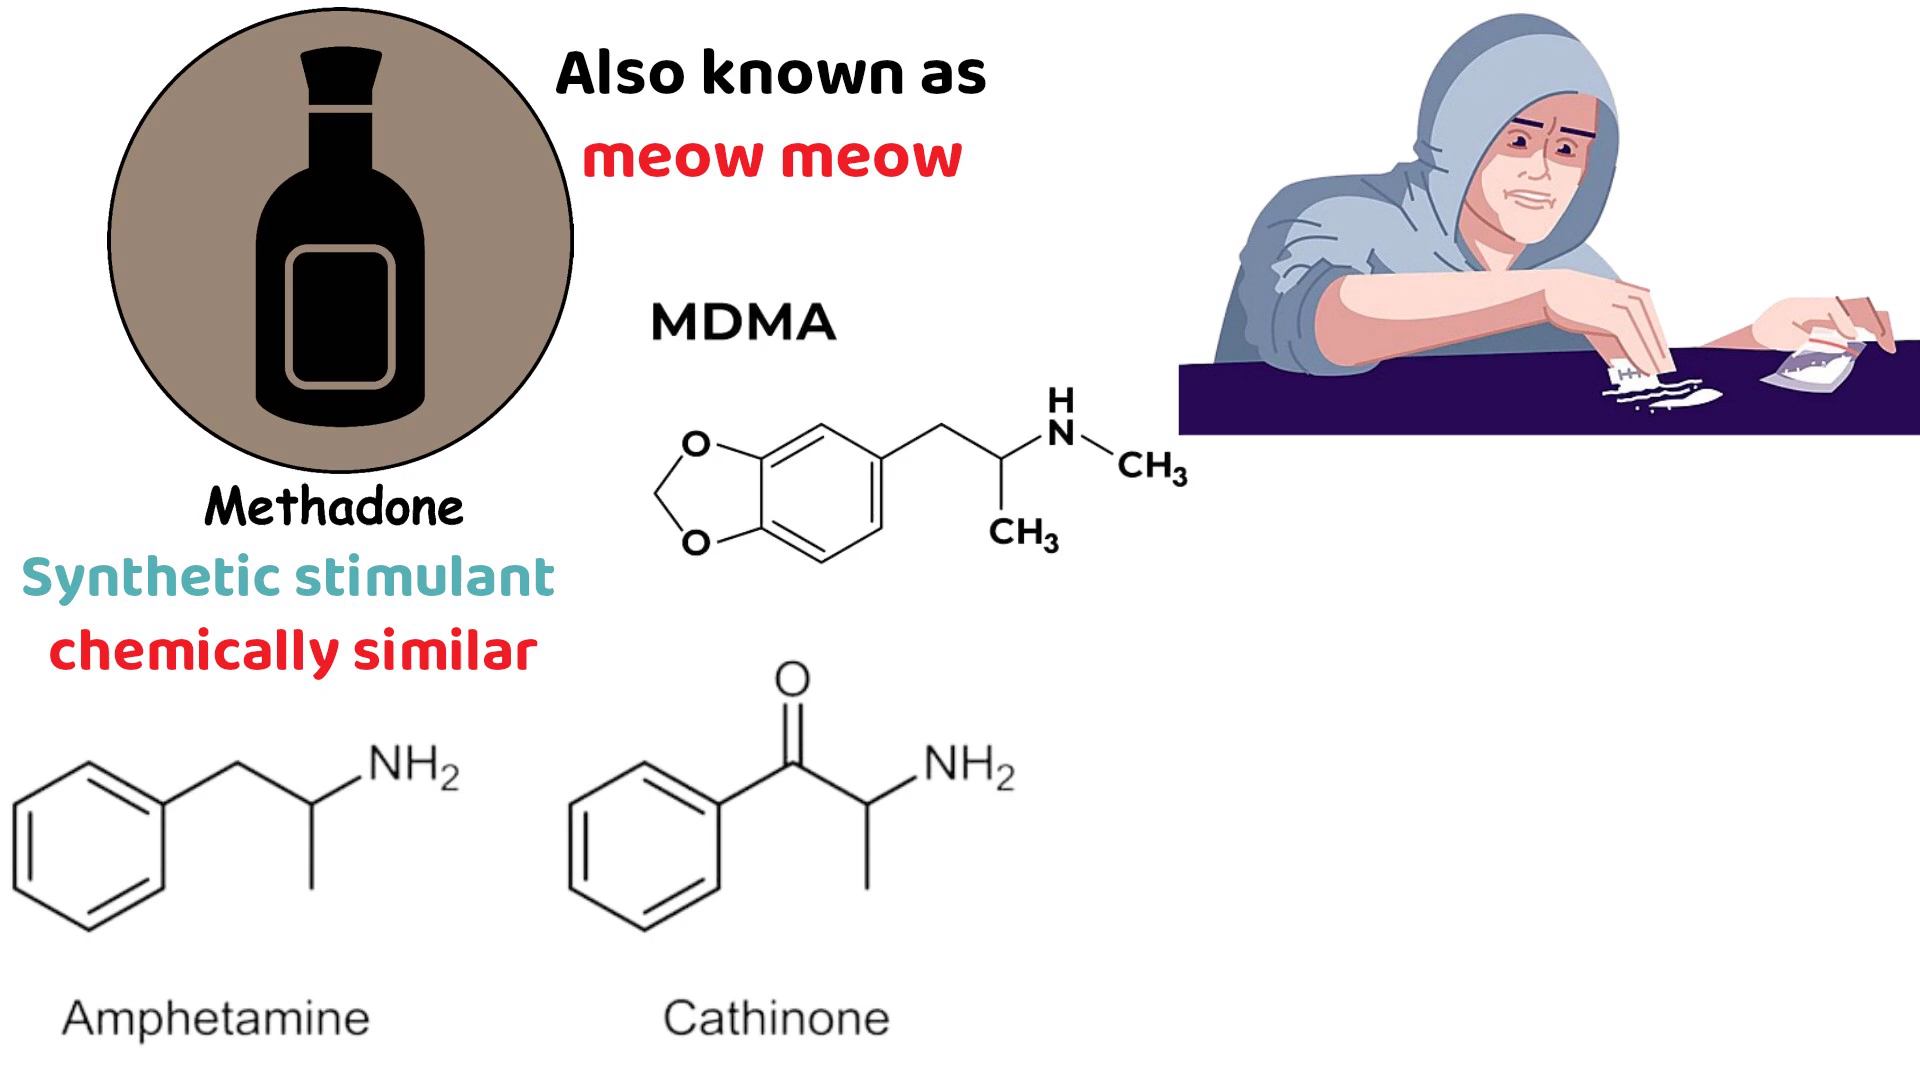 Also known as
meow meow
MDMA
H
O
N
CH3
CH3
O
Methadone
Synthetic stimulant
chemically similar
O
NH2
NH2
Amphetamine
Cathinone